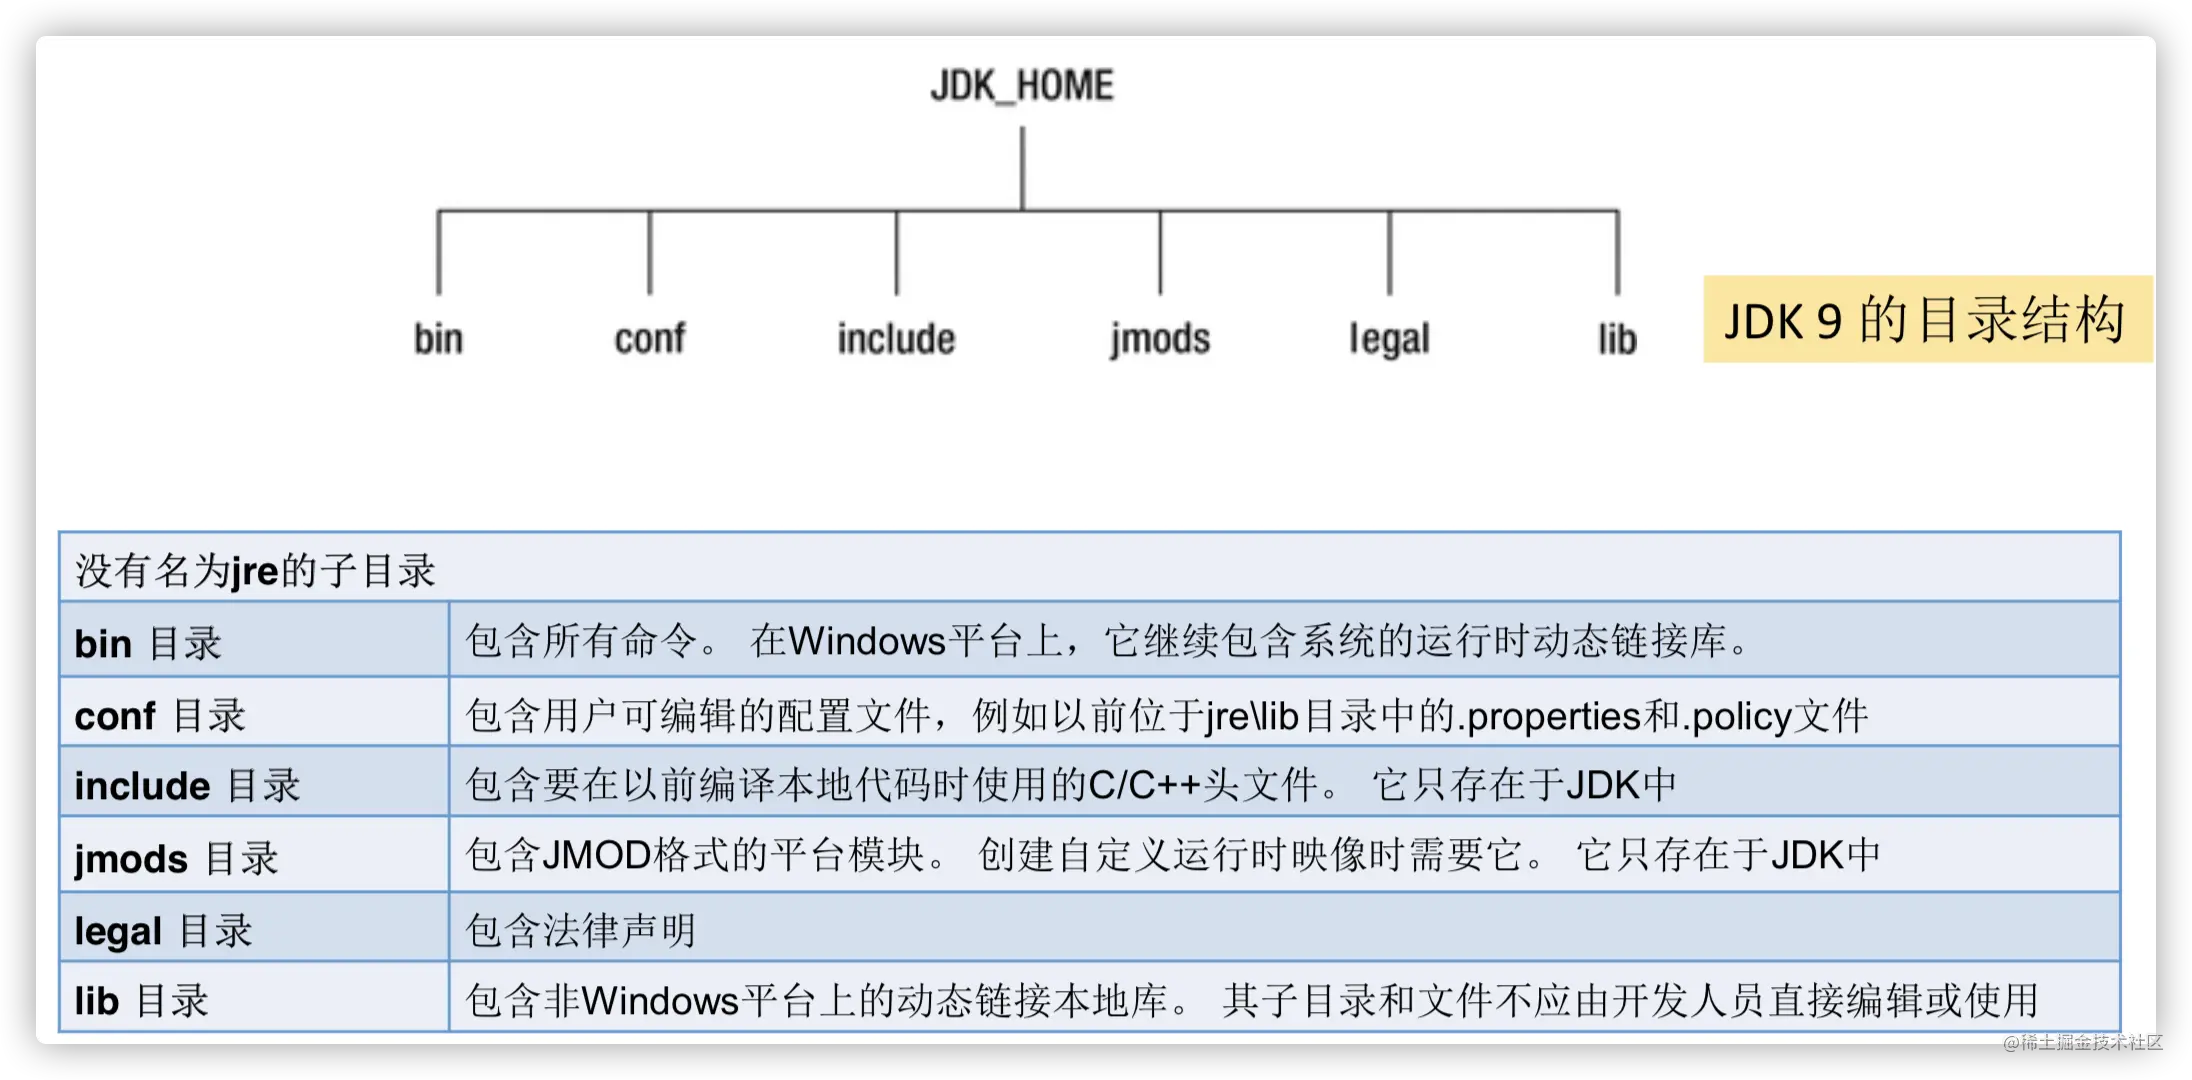 JDK_HOME
bin conf include jmods legal lib
JDK 9 的目录结构
没有名为jre的子目录
bin 目录 包含所有命令。 在Windows平台上，它继续包含系统的运行时动态链接库。
conf 目录 包含用户可编辑的配置文件，例如以前位于jre\lib目录中的.properties和.policy文件
include 目录 包含要在以前编译本地代码时使用的C/C++头文件。 它只存在于JDK中
jmods 目录 包含JMOD格式的平台模块。 创建自定义运行时映像时需要它。 它只存在于JDK中
legal 目录 包含法律声明
lib 目录 包含非Windows平台上的动态链接本地库。 其子目录和文件不应由开发人员直接编辑或使用
@稀土掘金技术社区